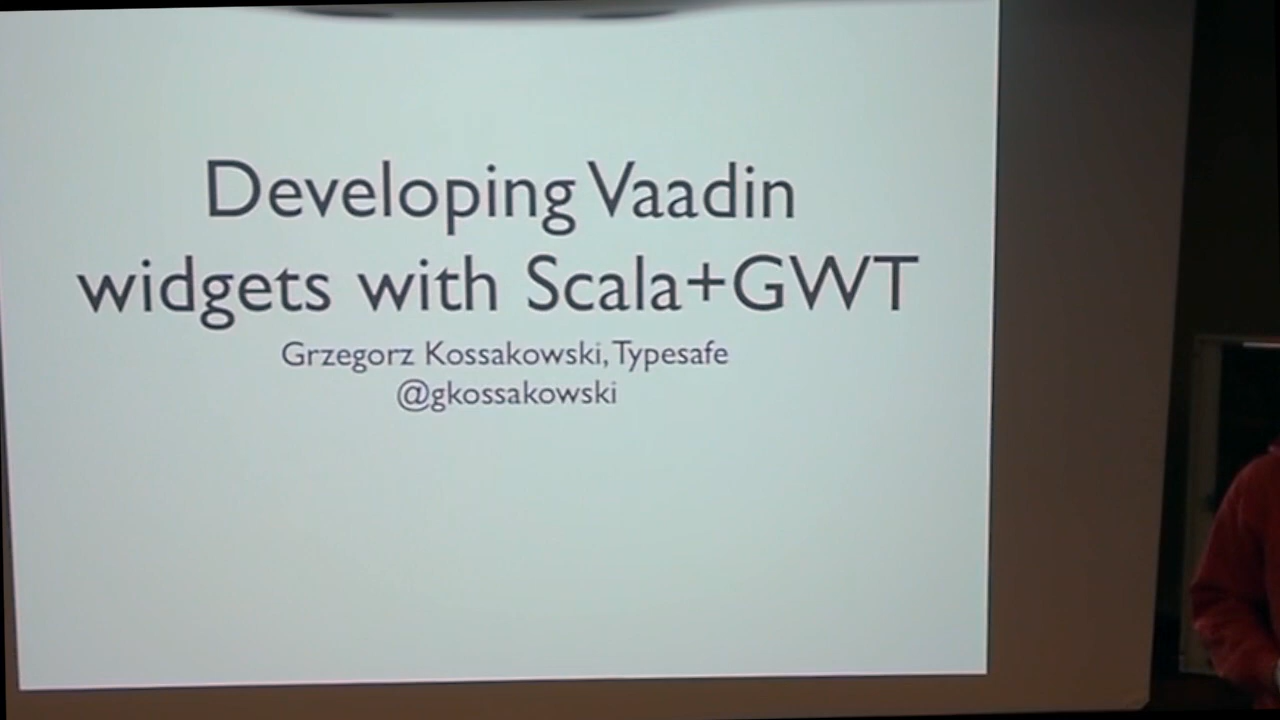 Developing Vaadin
widgets with Scala+GWT
Grzegorz Kossakowski, Typesafe
@gkossakowski